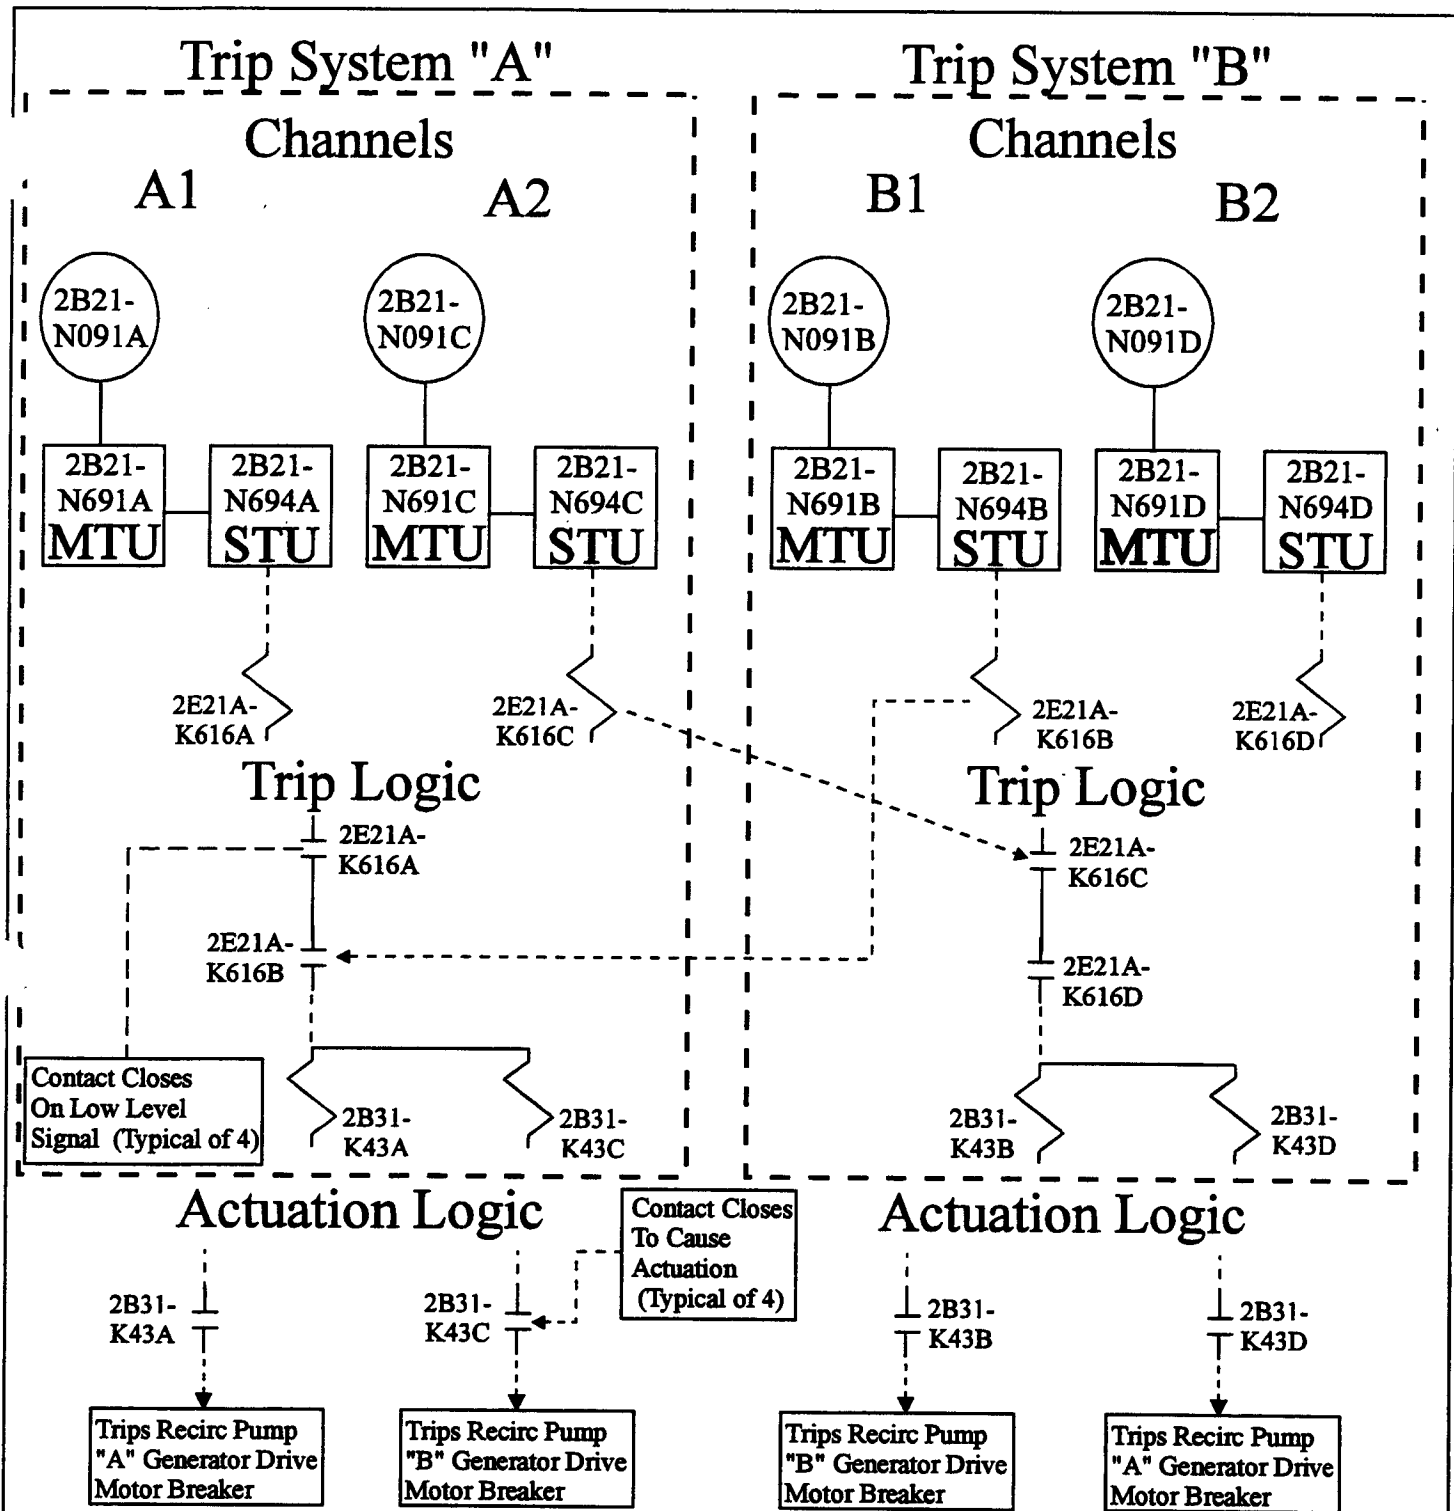 Trip System "A"
Trip System "B"
Channels
Channels
A1
A2
B1
B2
2B21-
N091A
2B21-
N091C
2B21-
N091B
2B21-
N091D
2B21-
N691A
MTU
2B21-
N694A
STU
2B21-
N691C
MTU
2B21-
N694C
STU
2B21-
N691B
MTU
2B21-
N694B
STU
2B21-
N691D
MTU
2B21-
N694D
STU
2E21A-
K616A
2E21A-
K616C
2E21A-
K616B
2E21A-
K616D
Trip Logic
Trip Logic
2E21A-
K616A
2E21A-
K616B
2E21A-
K616C
2E21A-
K616D
Contact Closes
On Low Level
Signal (Typical of 4)
2B31-
K43A
2B31-
K43C
2B31-
K43B
2B31-
K43D
Actuation Logic
Contact Closes
To Cause
Actuation
(Typical of 4)
Actuation Logic
2B31-
K43A
2B31-
K43C
2B31-
K43B
2B31-
K43D
Trips Recirc Pump
"A" Generator Drive
Motor Breaker
Trips Recirc Pump
"B" Generator Drive
Motor Breaker
Trips Recirc Pump
"B" Generator Drive
Motor Breaker
Trips Recirc Pump
"A" Generator Drive
Motor Breaker